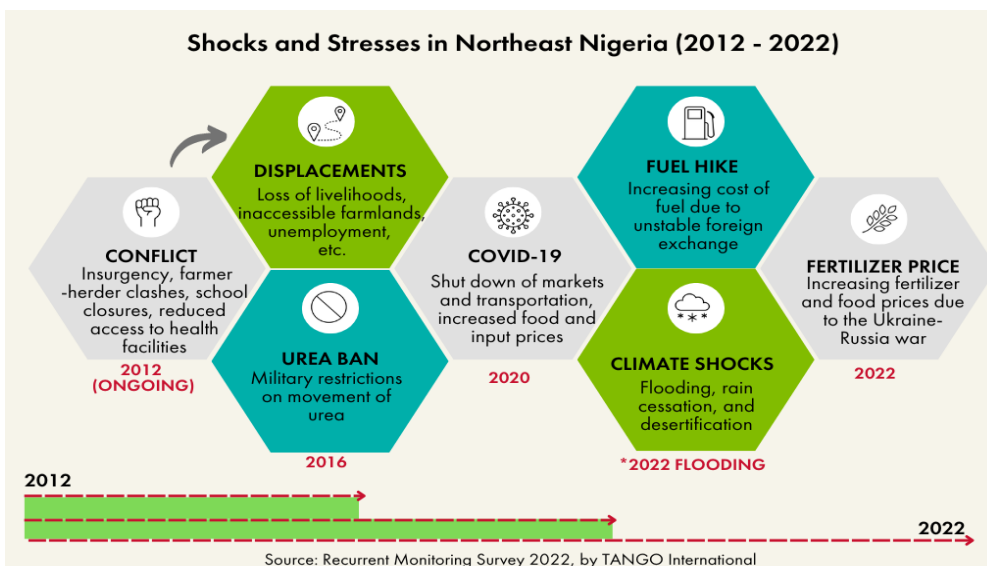 Shocks and Stresses in Northeast Nigeria (2012 - 2022)
CONFLICT
Insurgency, farmer
-herder clashes, school
closures, reduced
access to health
facilities
2012
(ONGOING)
DISPLACEMENTS
Loss of livelihoods,
inaccessible farmlands,
unemployment,
etc.
UREA BAN
Military restrictions
on movement of
urea
2016
COVID-19
Shut down of markets
and transportation,
increased food and
input prices
2020
FUEL HIKE
Increasing cost of
fuel due to
unstable foreign
exchange
CLIMATE SHOCKS
Flooding, rain
cessation, and
desertification
*2022 FLOODING
FERTILIZER PRICE
Increasing fertilizer
and food prices due
to the Ukraine-
Russia war
2022
2012
2022
Source: Recurrent Monitoring Survey 2022, by TANGO International